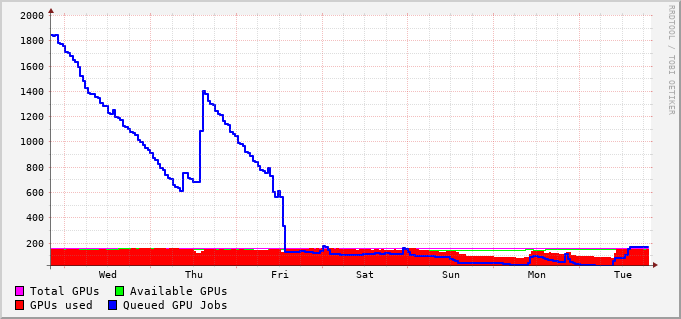 2000
1800
1600
1400
1200
1000
800
600
400
200
Wed Thu Fri Sat Sun Mon Tue
Total GPUs Available GPUs
GPUs used Queued GPU Jobs
RRDTOOL / TOBI OETIKER